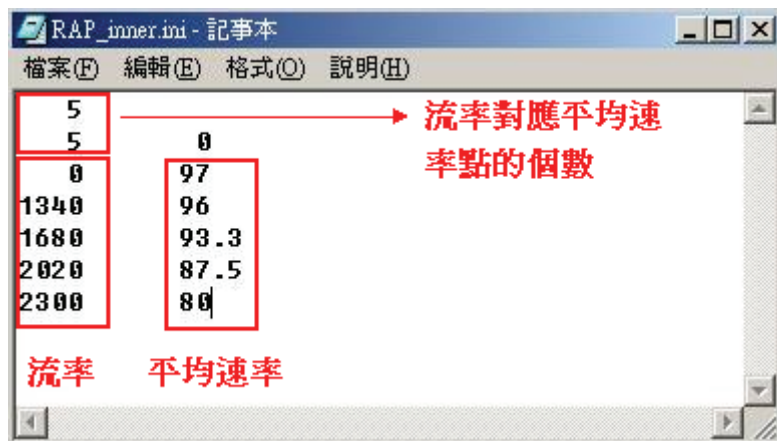 RAP_inner.ini - 記事本
檔案(F) 編輯(E) 格式(O) 說明(H)
5
5 0
0 97
1340 96
1680 93.3
2020 87.5
2300 80
流率對應平均速
率點的個數
流率 平均速率